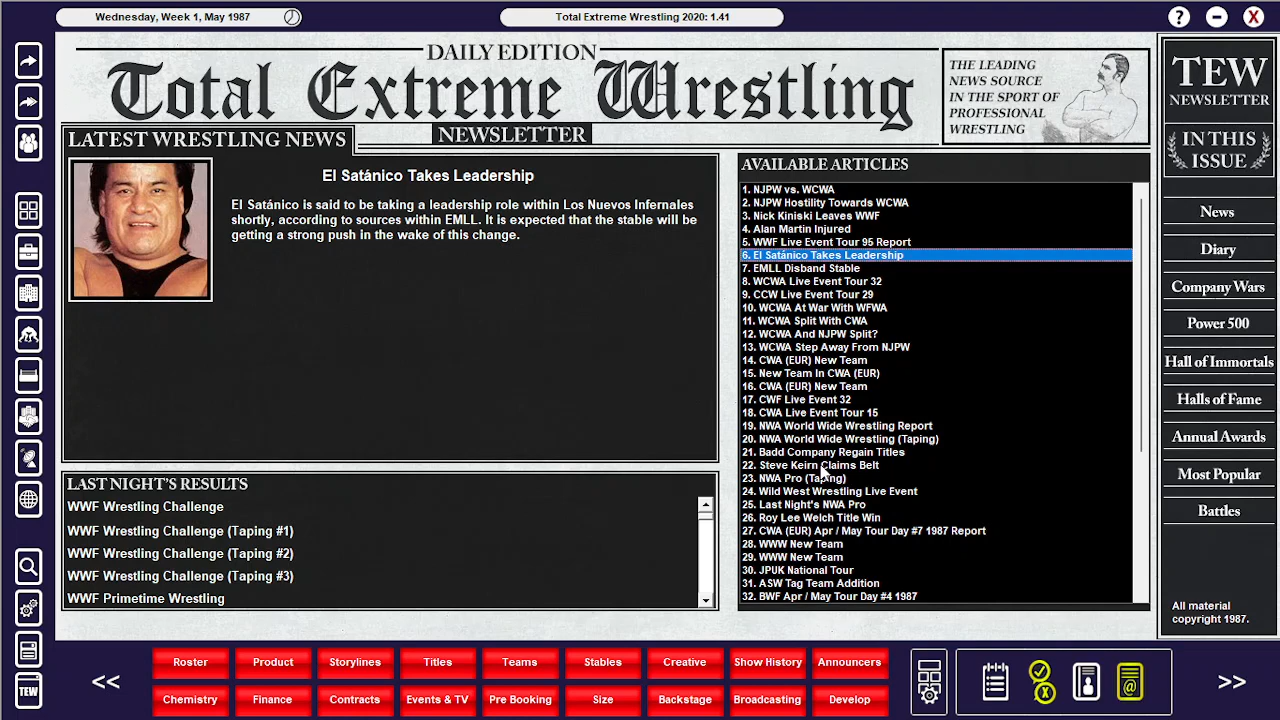 Wednesday, Week 1, May 1987
Total Extreme Wrestling 2020: 1.41
?
X
DAILY EDITION
Total Extreme Wrestling
NEWSLETTER
THE LEADING
NEWS SOURCE
IN THE SPORT OF
PROFESSIONAL
WRESTLING
TEW
NEWSLETTER
IN THIS
ISSUE
News
Diary
Company Wars
Power 500
Hall of Immortals
Halls of Fame
Annual Awards
Most Popular
Battles
All material
copyright 1987.
LATEST WRESTLING NEWS
El Satánico Takes Leadership
El Satánico is said to be taking a leadership role within Los Nuevos Infernales
shortly, according to sources within EMLL. It is expected that the stable will be
getting a strong push in the wake of this change.
LAST NIGHT'S RESULTS
WWF Wrestling Challenge
WWF Wrestling Challenge (Taping #1)
WWF Wrestling Challenge (Taping #2)
WWF Wrestling Challenge (Taping #3)
WWF Primetime Wrestling
AVAILABLE ARTICLES
1. NJPW vs. WCWA
2. NJPW Hostility Towards WCWA
3. Nick Kiniski Leaves WWF
4. Alan Martin Injured
5. WWF Live Event Tour 95 Report
6. El Satánico Takes Leadership
7. EMLL Disband Stable
8. WCWA Live Event Tour 32
9. CCW Live Event Tour 29
10. WCWA At War With WFWA
11. WCWA Split With CWA
12. WCWA And NJPW Split?
13. WCWA Step Away From NJPW
14. CWA (EUR) New Team
15. New Team In CWA (EUR)
16. CWA (EUR) New Team
17. CWF Live Event 32
18. CWA Live Event Tour 15
19. NWA World Wide Wrestling Report
20. NWA World Wide Wrestling (Taping)
21. Badd Company Regain Titles
22. Steve Keirn Claims Belt
23. NWA Pro (Taping)
24. Wild West Wrestling Live Event
25. Last Night's NWA Pro
26. Roy Lee Welch Title Win
27. CWA (EUR) Apr / May Tour Day #7 1987 Report
28. WWW New Team
29. WWW New Team
30. JPUK National Tour
31. ASW Tag Team Addition
32. BWF Apr / May Tour Day #4 1987
TEW
<<
Roster
Product
Storylines
Titles
Teams
Stables
Creative
Show History
Announcers
Chemistry
Finance
Contracts
Events & TV
Pre Booking
Size
Backstage
Broadcasting
Develop
X
@
>>